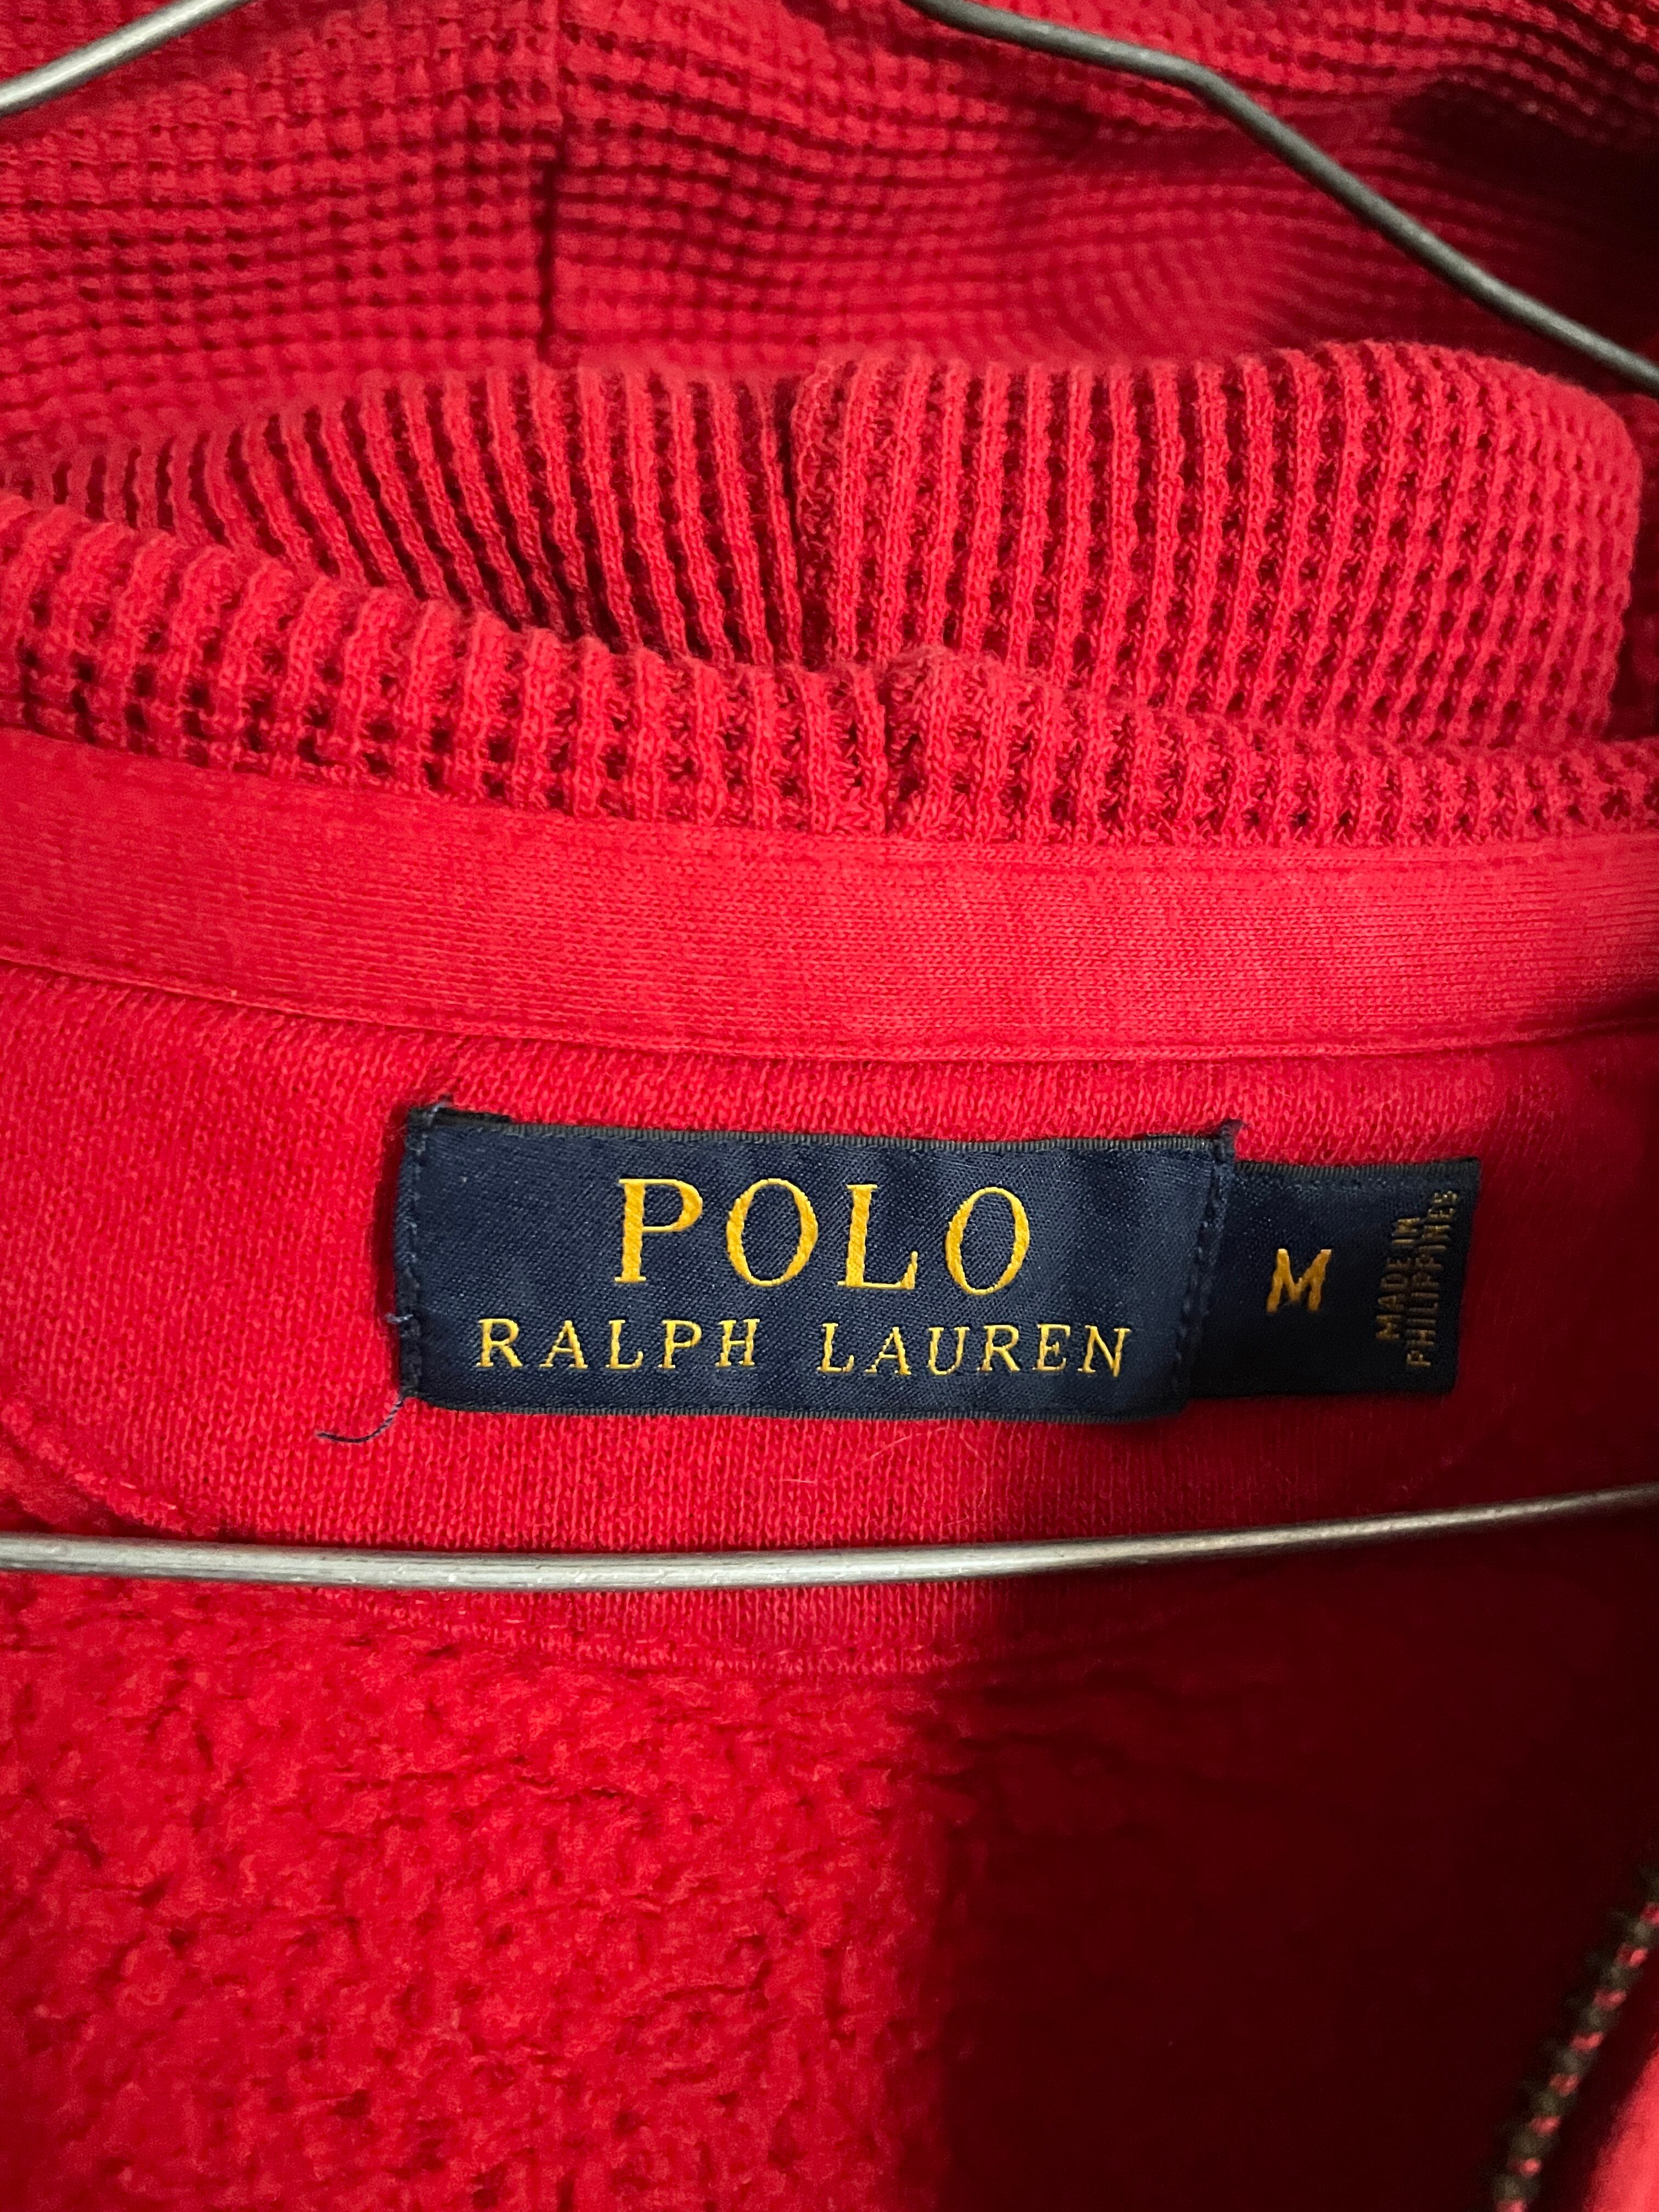 POLO
RALPH LAUREN
M
MADE IN
PHILIPPINES